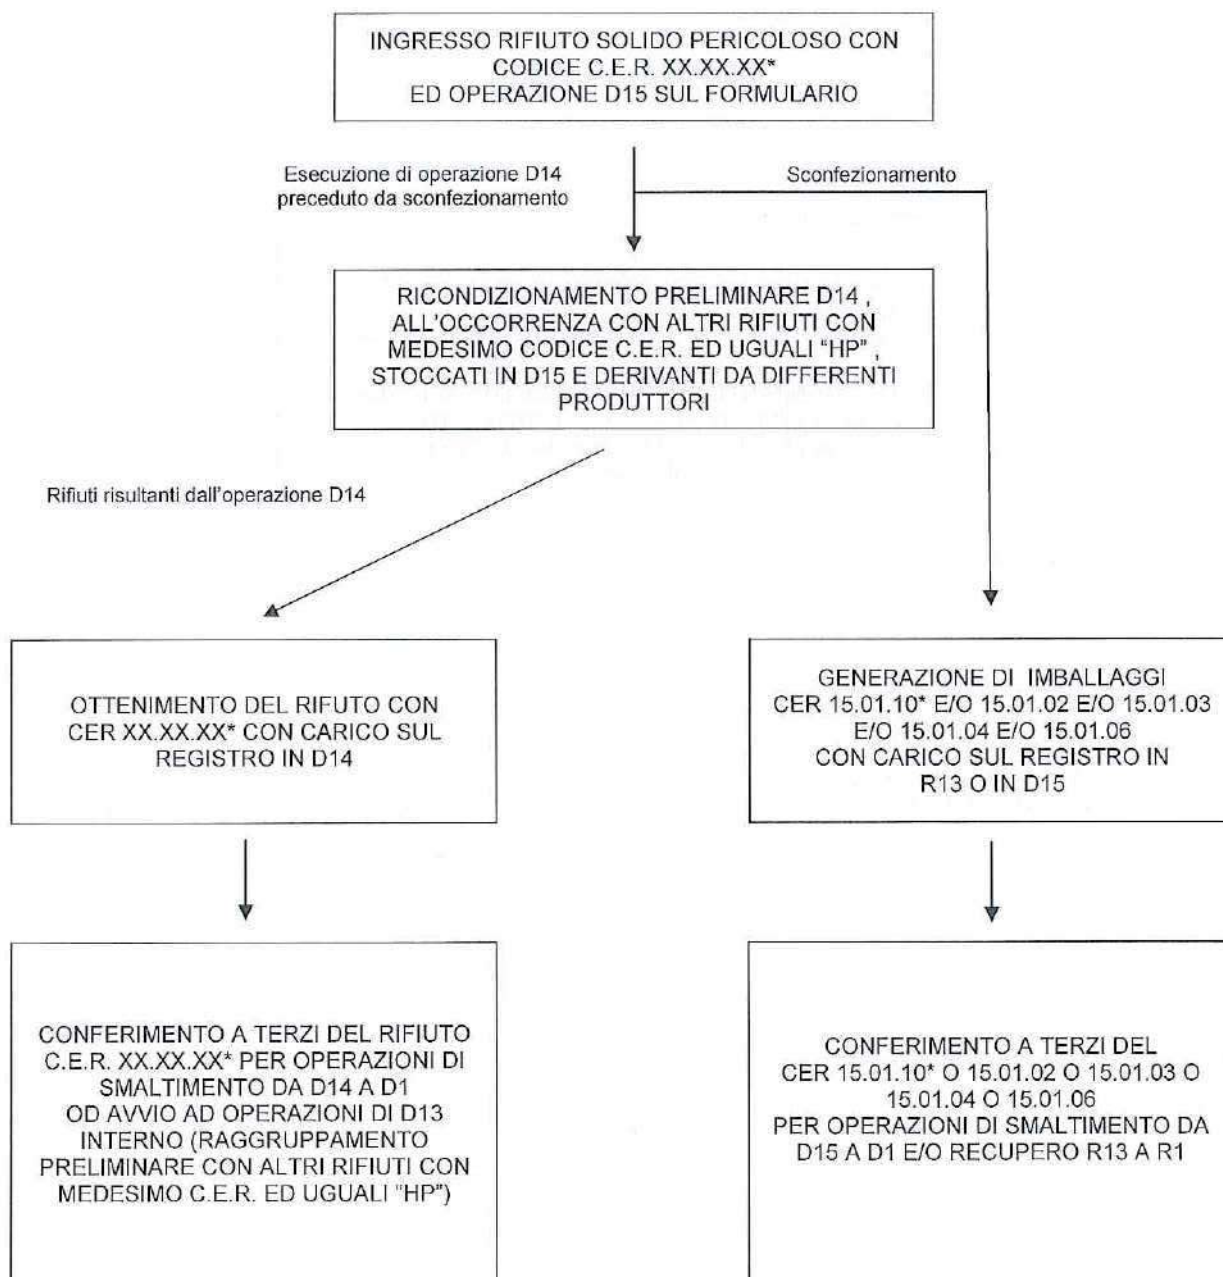 INGRESSO RIFIUTO SOLIDO PERICOLOSO CON
CODICE C.E.R. XX.XX.XX*
ED OPERAZIONE D15 SUL FORMULARIO
Esecuzione di operazione D14
preceduto da sconfezionamento
Sconfezionamento
RICONDIZIONAMENTO PRELIMINARE D14 ,
ALL'OCCORRENZA CON ALTRI RIFIUTI CON
MEDESIMO CODICE C.E.R. ED UGUALI "HP" ,
STOCCATI IN D15 E DERIVANTI DA DIFFERENTI
PRODUTTORI
Rifiuti risultanti dall'operazione D14
OTTENIMENTO DEL RIFUTO CON
CER XX.XX.XX* CON CARICO SUL
REGISTRO IN D14
GENERAZIONE DI IMBALLAGGI
CER 15.01.10* E/O 15.01.02 E/O 15.01.03
E/O 15.01.04 E/O 15.01.06
CON CARICO SUL REGISTRO IN
R13 O IN D15
CONFERIMENTO A TERZI DEL RIFIUTO
C.E.R. XX.XX.XX* PER OPERAZIONI DI
SMALTIMENTO DA D14 A D1
OD AVVIO AD OPERAZIONI DI D13
INTERNO (RAGGRUPPAMENTO
PRELIMINARE CON ALTRI RIFIUTI CON
MEDESIMO C.E.R. ED UGUALI "HP")
CONFERIMENTO A TERZI DEL
CER 15.01.10* O 15.01.02 O 15.01.03 O
15.01.04 O 15.01.06
PER OPERAZIONI DI SMALTIMENTO DA
D15 A D1 E/O RECUPERO R13 A R1